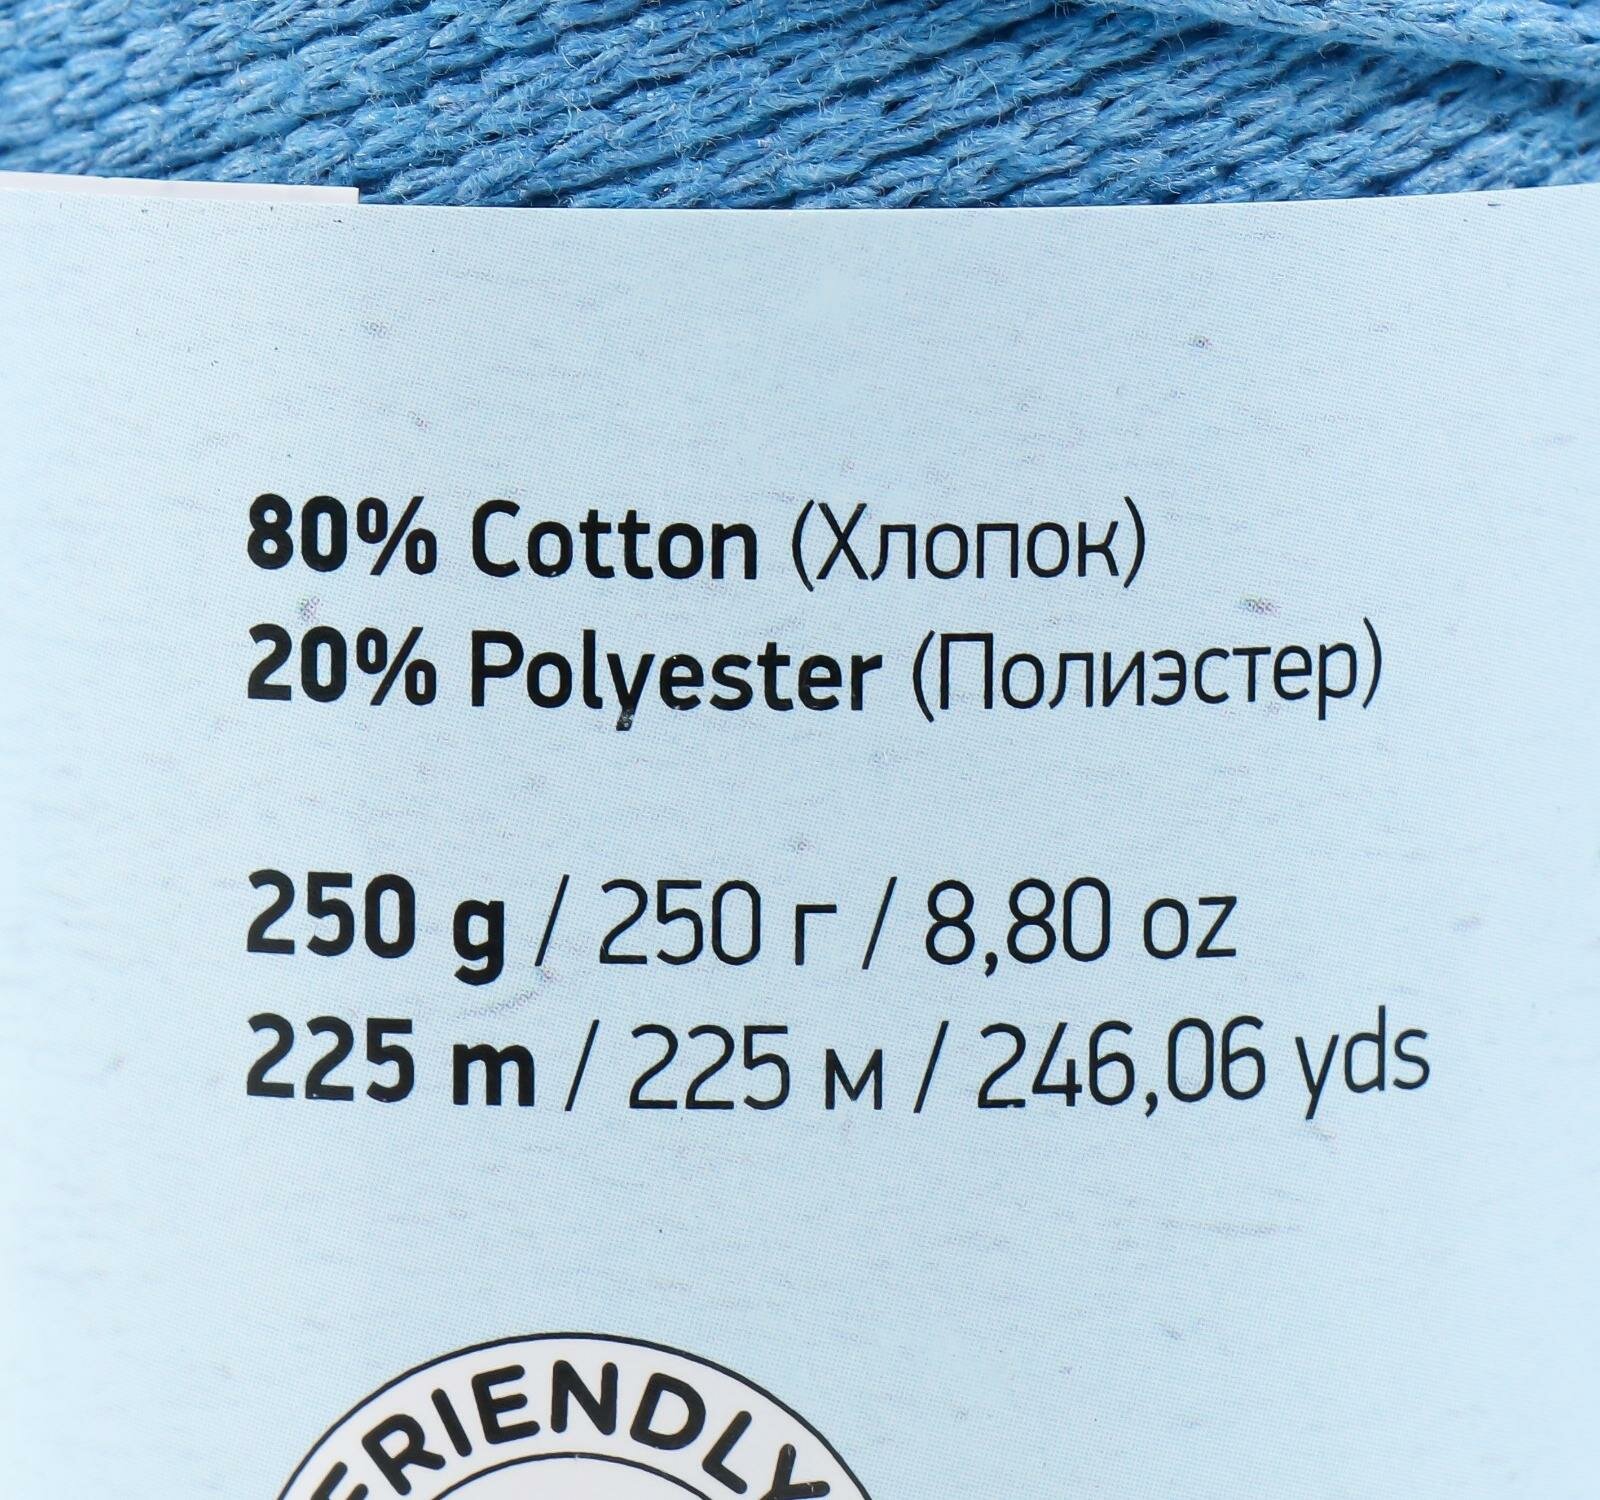 80% Cotton (Хлопок)
20% Polyester (Полиэстер)
250 g / 250 г / 8,80 oz
225 m / 225 м / 246,06 yds
FRIENDLY